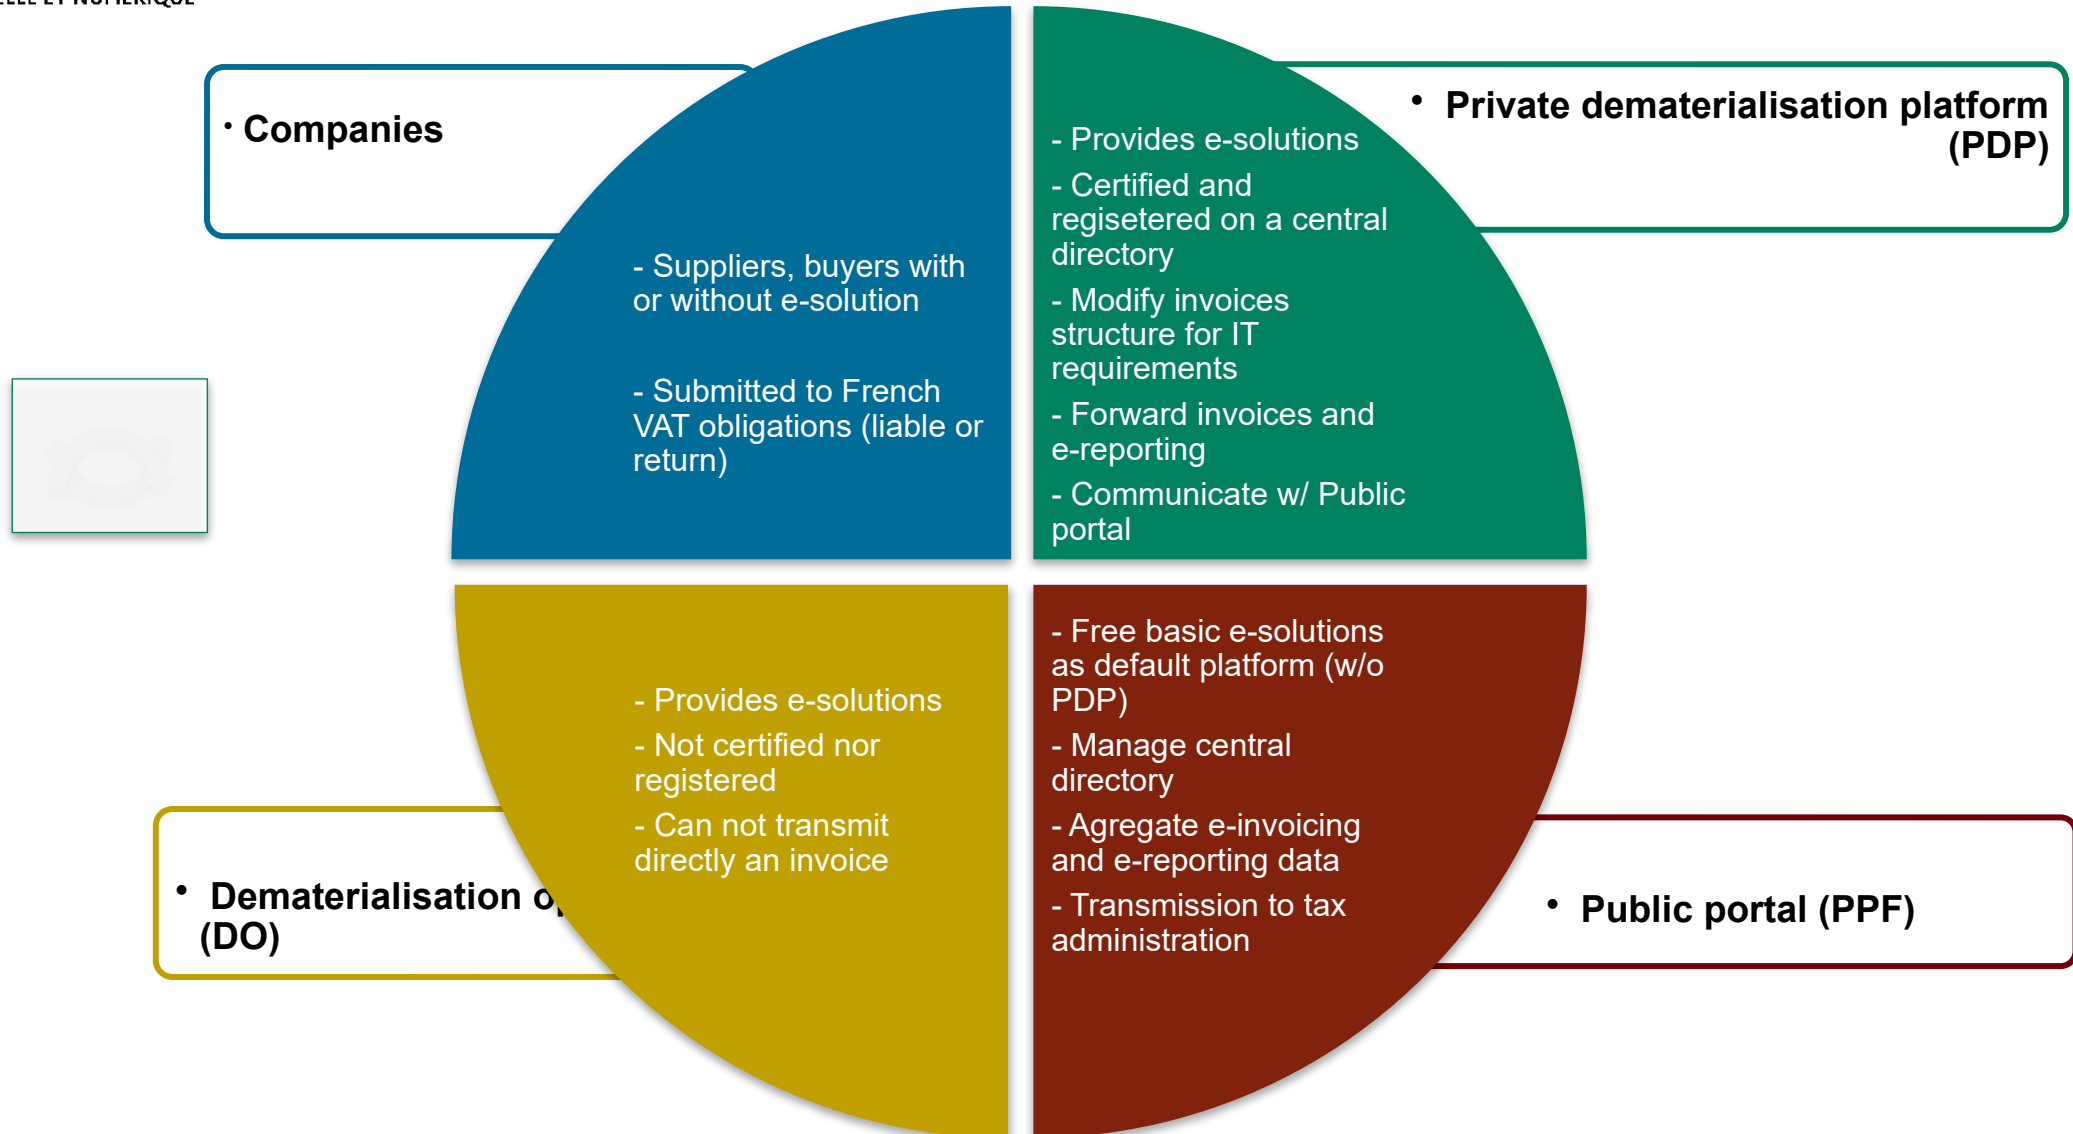 • Companies
- Suppliers, buyers with
or without e-solution
- Submitted to French
VAT obligations (liable or
return)
• Private dematerialisation platform
(PDP)
- Provides e-solutions
- Certified and
regisetered on a central
directory
- Modify invoices
structure for IT
requirements
- Forward invoices and
e-reporting
- Communicate w/ Public
portal
- Provides e-solutions
- Not certified nor
registered
- Can not transmit
directly an invoice
• Dematerialisation
(DO)
- Free basic e-solutions
as default platform (w/o
PDP)
- Manage central
directory
- Agregate e-invoicing
and e-reporting data
- Transmission to tax
administration
• Public portal (PPF)